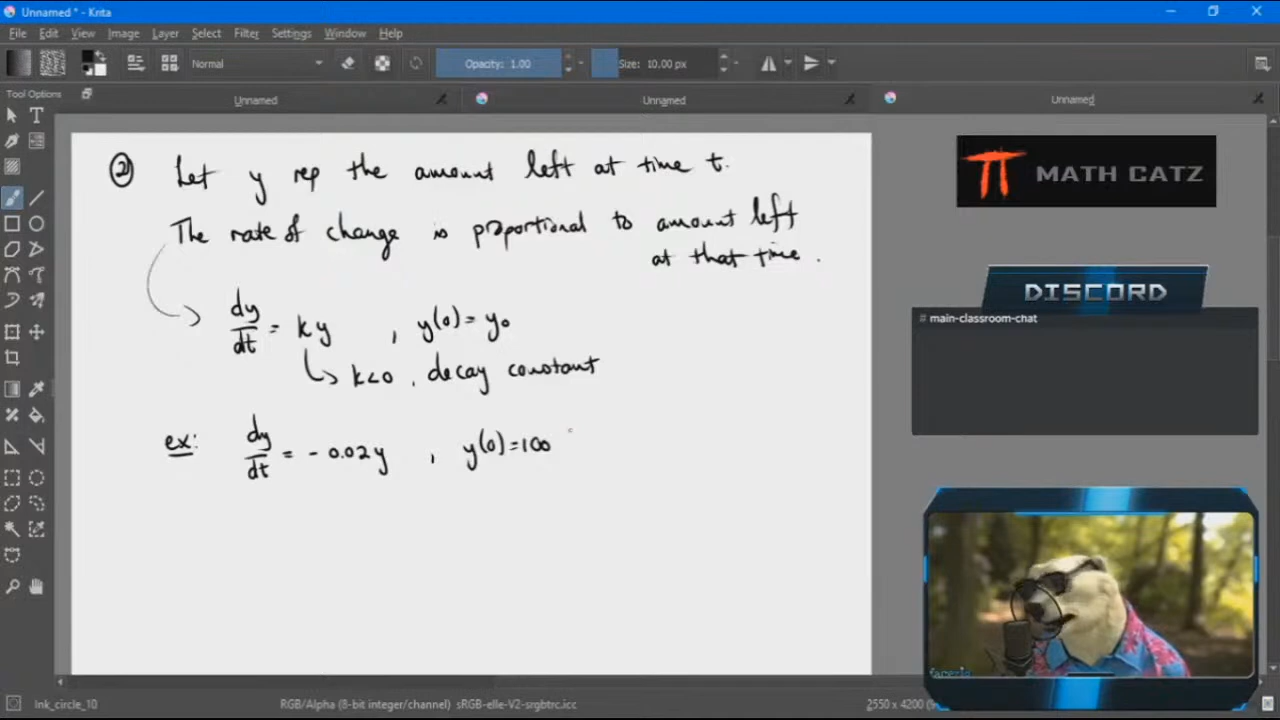 Unnamed * - Krita
File Edit View Image Layer Select Filter Settings Window Help
Normal Opacity: 1.00 Size: 10.00 px
Tool Options
Unnamed Unnamed Unnamed
② Let y rep the amount left at time t.
The rate of change is proportional to amount left
at that time.
dy/dt = ky , y(0) = y₀
↳ k<0, decay constant
ex: dy/dt = -0.02y , y(0)=100
π MATH CATZ
DISCORD
# main-classroom-chat
Ink_circle_10 RGB/Alpha (8-bit integer/channel) sRGB-elle-V2-srgbtrc.icc 2550 x 4200